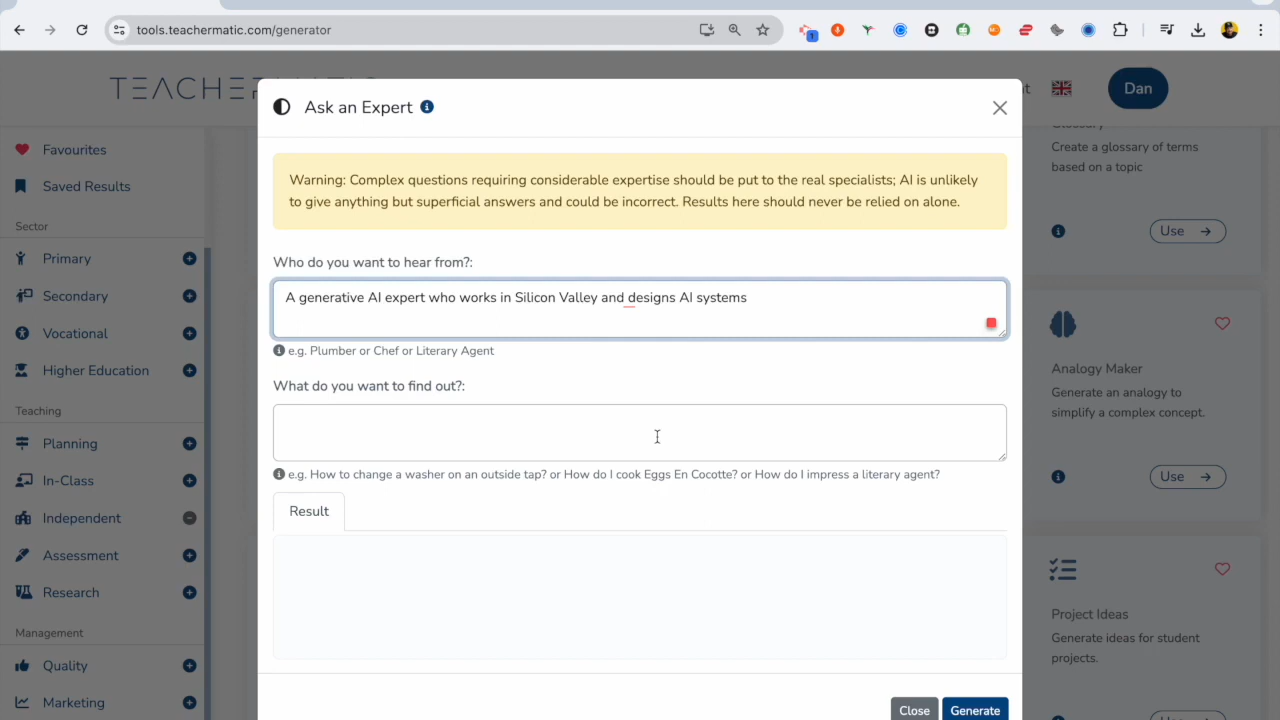 tools.teachermatic.com/generator
1
TEACHERMATIC
Dan
Ask an Expert
Warning: Complex questions requiring considerable expertise should be put to the real specialists; AI is unlikely
to give anything but superficial answers and could be incorrect. Results here should never be relied on alone.
Who do you want to hear from?:
A generative AI expert who works in Silicon Valley and designs AI systems
e.g. Plumber or Chef or Literary Agent
What do you want to find out?:
e.g. How to change a washer on an outside tap? or How do I cook Eggs En Cocotte? or How do I impress a literary agent?
Result
Close
Generate
Favourites
Saved Results
Sector
Primary
Secondary
Vocational
Higher Education
Teaching
Planning
In-Class
Independent
Assessment
Research
Management
Quality
Marketing
Glossary
Create a glossary of terms
based on a topic
Use
Analogy Maker
Generate an analogy to
simplify a complex concept.
Use
Project Ideas
Generate ideas for student
projects.
Use